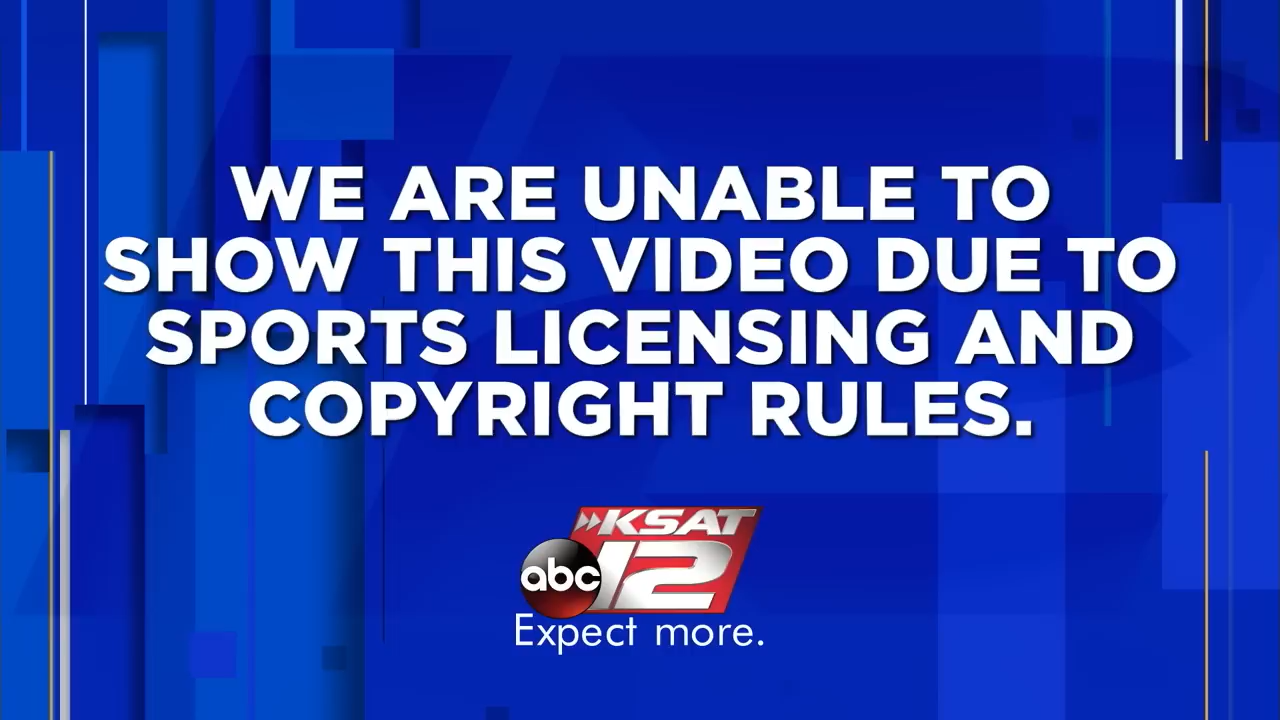 WE ARE UNABLE TO
SHOW THIS VIDEO DUE TO
SPORTS LICENSING AND
COPYRIGHT RULES.
KSAT
abc 12
Expect more.